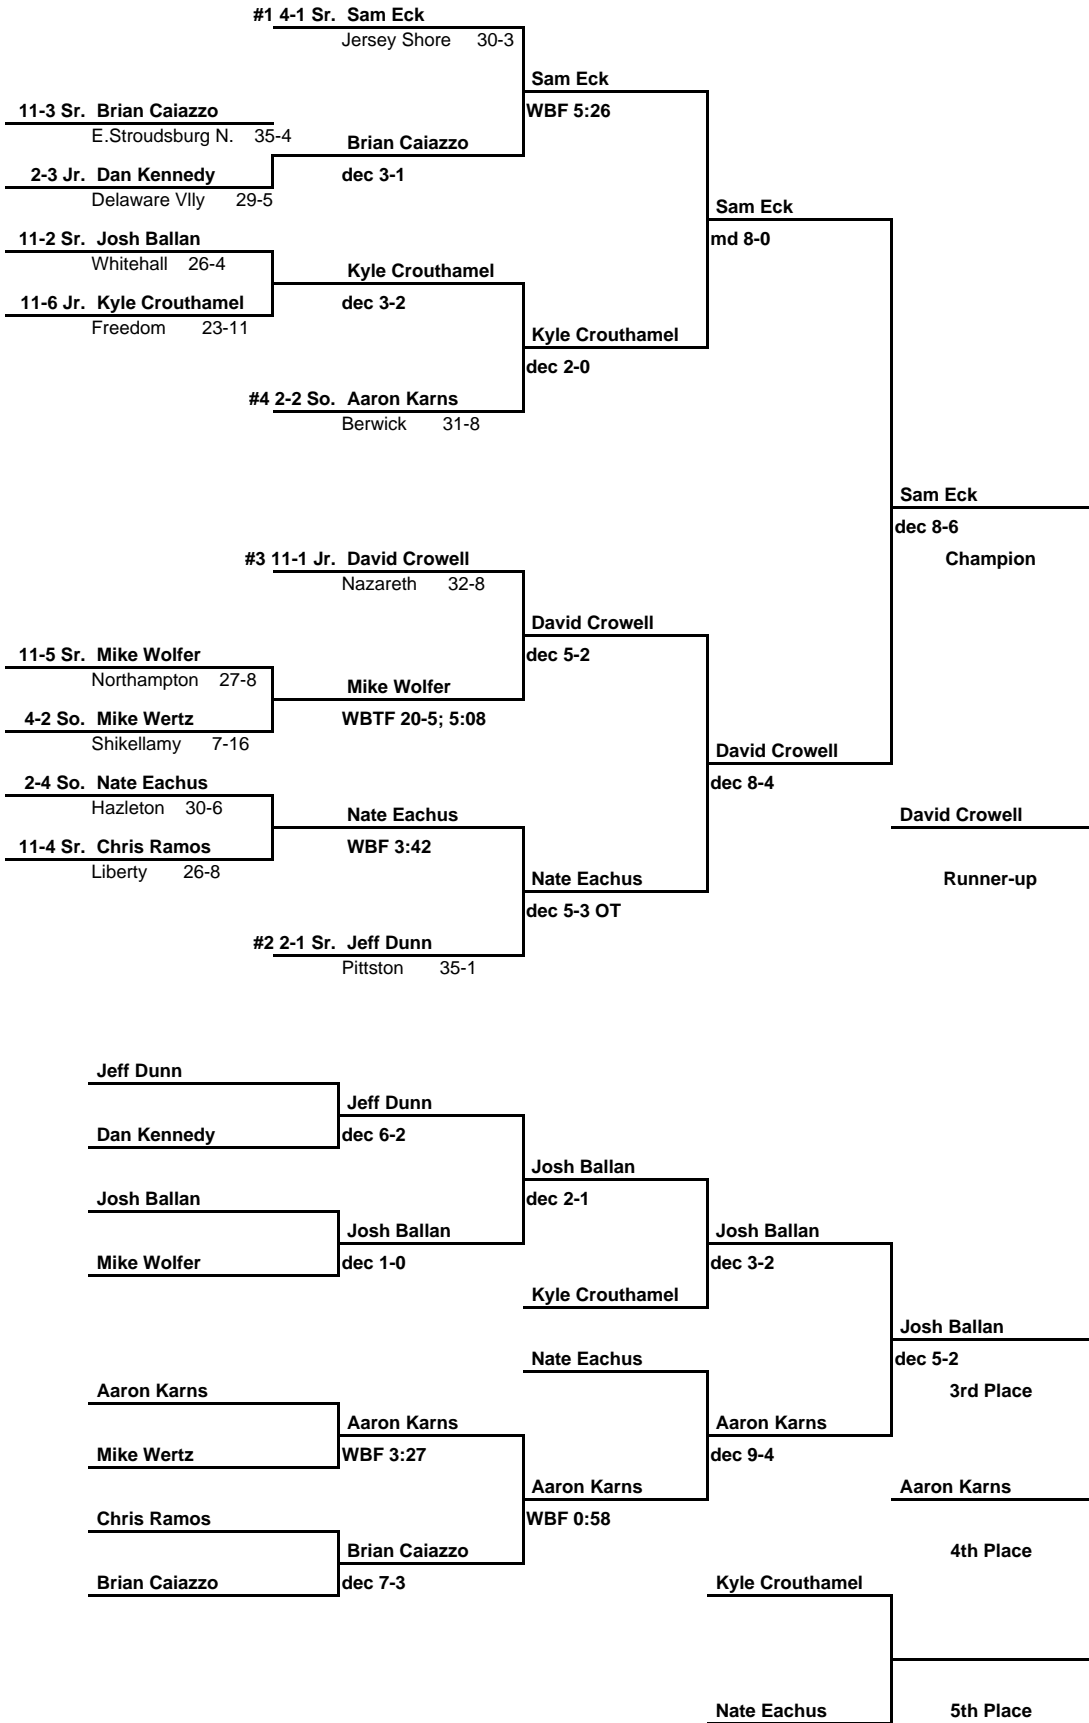 #1 4-1 Sr. Sam Eck
Jersey Shore 30-3
Sam Eck
11-3 Sr. Brian Caiazzo
WBF 5:26
E.Stroudsburg N. 35-4
Brian Caiazzo
2-3 Jr. Dan Kennedy
dec 3-1
Delaware Vlly 29-5
Sam Eck
11-2 Sr. Josh Ballan
md 8-0
Whitehall 26-4
Kyle Crouthamel
11-6 Jr. Kyle Crouthamel
dec 3-2
Freedom 23-11
Kyle Crouthamel
dec 2-0
#4 2-2 So. Aaron Karns
Berwick 31-8
Sam Eck
dec 8-6
#3 11-1 Jr. David Crowell
Champion
Nazareth 32-8
David Crowell
11-5 Sr. Mike Wolfer
dec 5-2
Northampton 27-8
Mike Wolfer
4-2 So. Mike Wertz
WBTF 20-5; 5:08
Shikellamy 7-16
David Crowell
2-4 So. Nate Eachus
dec 8-4
Hazleton 30-6
Nate Eachus
David Crowell
11-4 Sr. Chris Ramos
WBF 3:42
Liberty 26-8
Nate Eachus
Runner-up
dec 5-3 OT
#2 2-1 Sr. Jeff Dunn
Pittston 35-1
Jeff Dunn
Jeff Dunn
Dan Kennedy
dec 6-2
Josh Ballan
Josh Ballan
dec 2-1
Josh Ballan
Josh Ballan
Mike Wolfer
dec 1-0
dec 3-2
Kyle Crouthamel
Josh Ballan
Nate Eachus
dec 5-2
Aaron Karns
3rd Place
Aaron Karns
Aaron Karns
Mike Wertz
WBF 3:27
dec 9-4
Aaron Karns
Aaron Karns
Chris Ramos
WBF 0:58
Brian Caiazzo
4th Place
Brian Caiazzo
dec 7-3
Kyle Crouthamel
Nate Eachus
5th Place